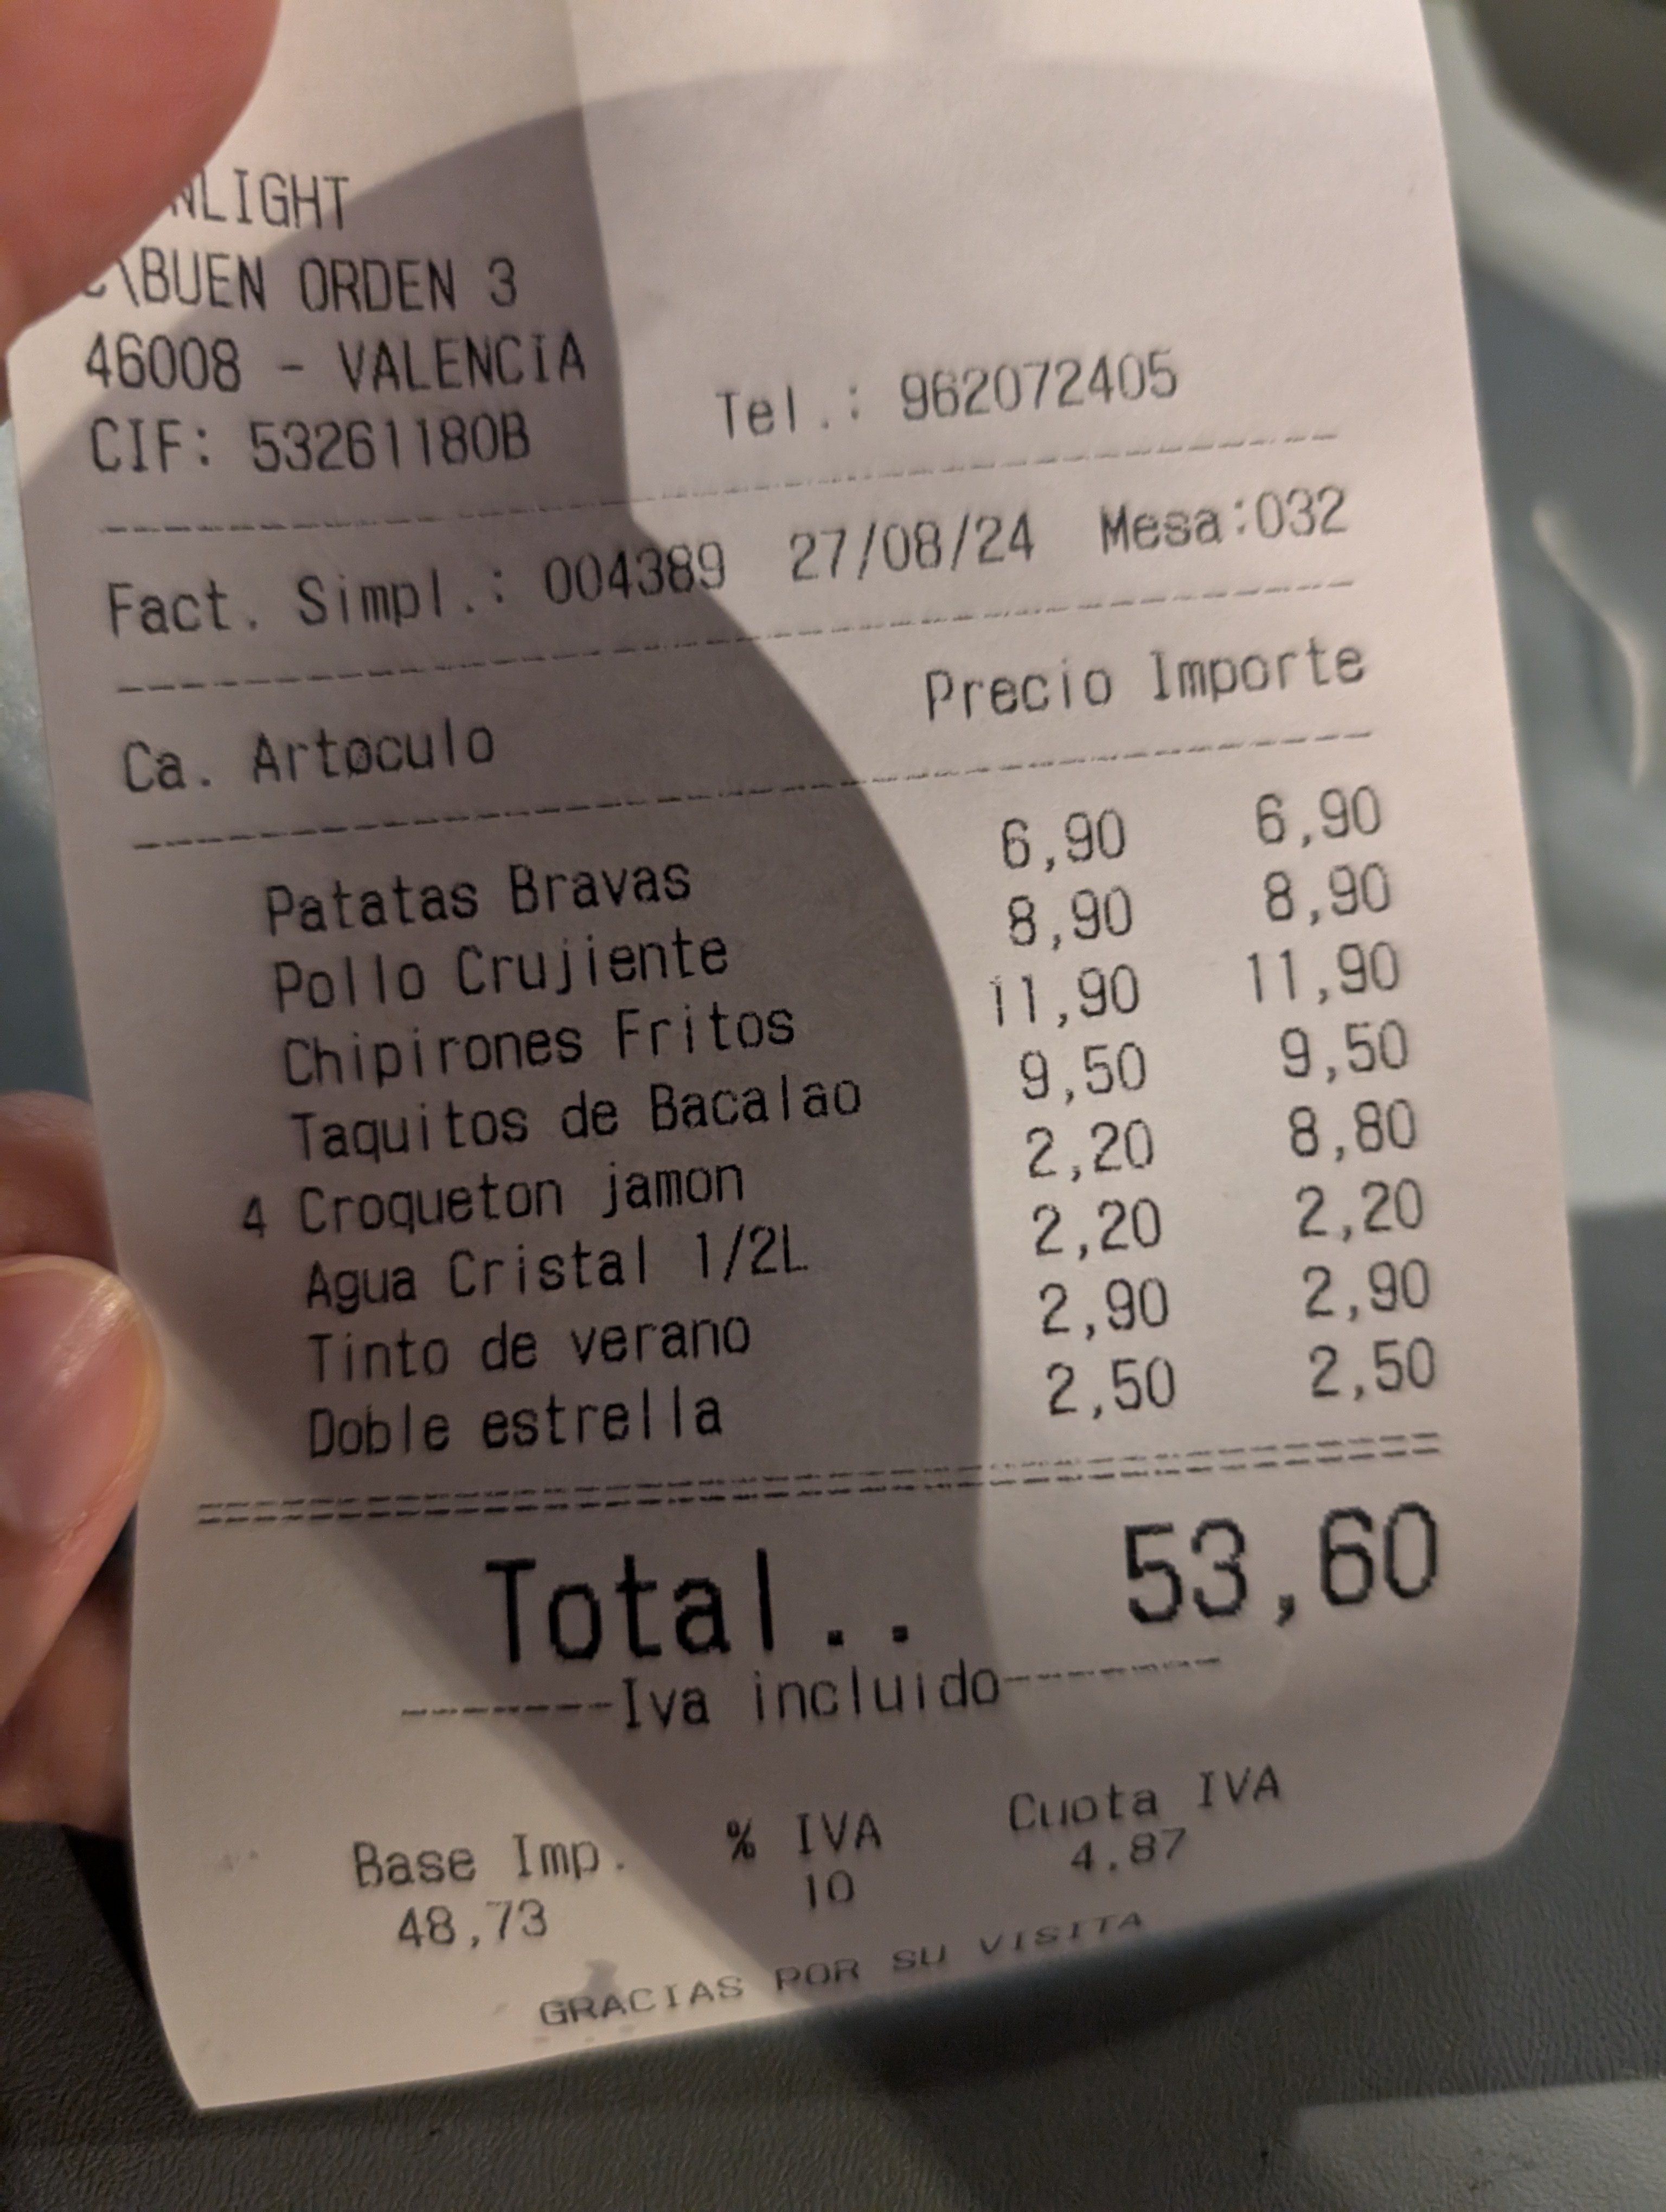 NLIGHT
C\BUEN ORDEN 3
46008 - VALENCIA
CIF: 53261180B Tel.: 962072405
Fact. Simpl.: 004389 27/08/24 Mesa:032
Ca. Artoculo Precio Importe
Patatas Bravas 6,90 6,90
Pollo Crujiente 8,90 8,90
Chipirones Fritos 11,90 11,90
Taquitos de Bacalao 9,50 9,50
4 Croqueton jamon 2,20 8,80
Agua Cristal 1/2L 2,20 2,20
Tinto de verano 2,90 2,90
Doble estrella 2,50 2,50
Total.. 53,60
-------Iva incluido-------
Base Imp. % IVA Cuota IVA
48,73 10 4.87
GRACIAS POR SU VISITA